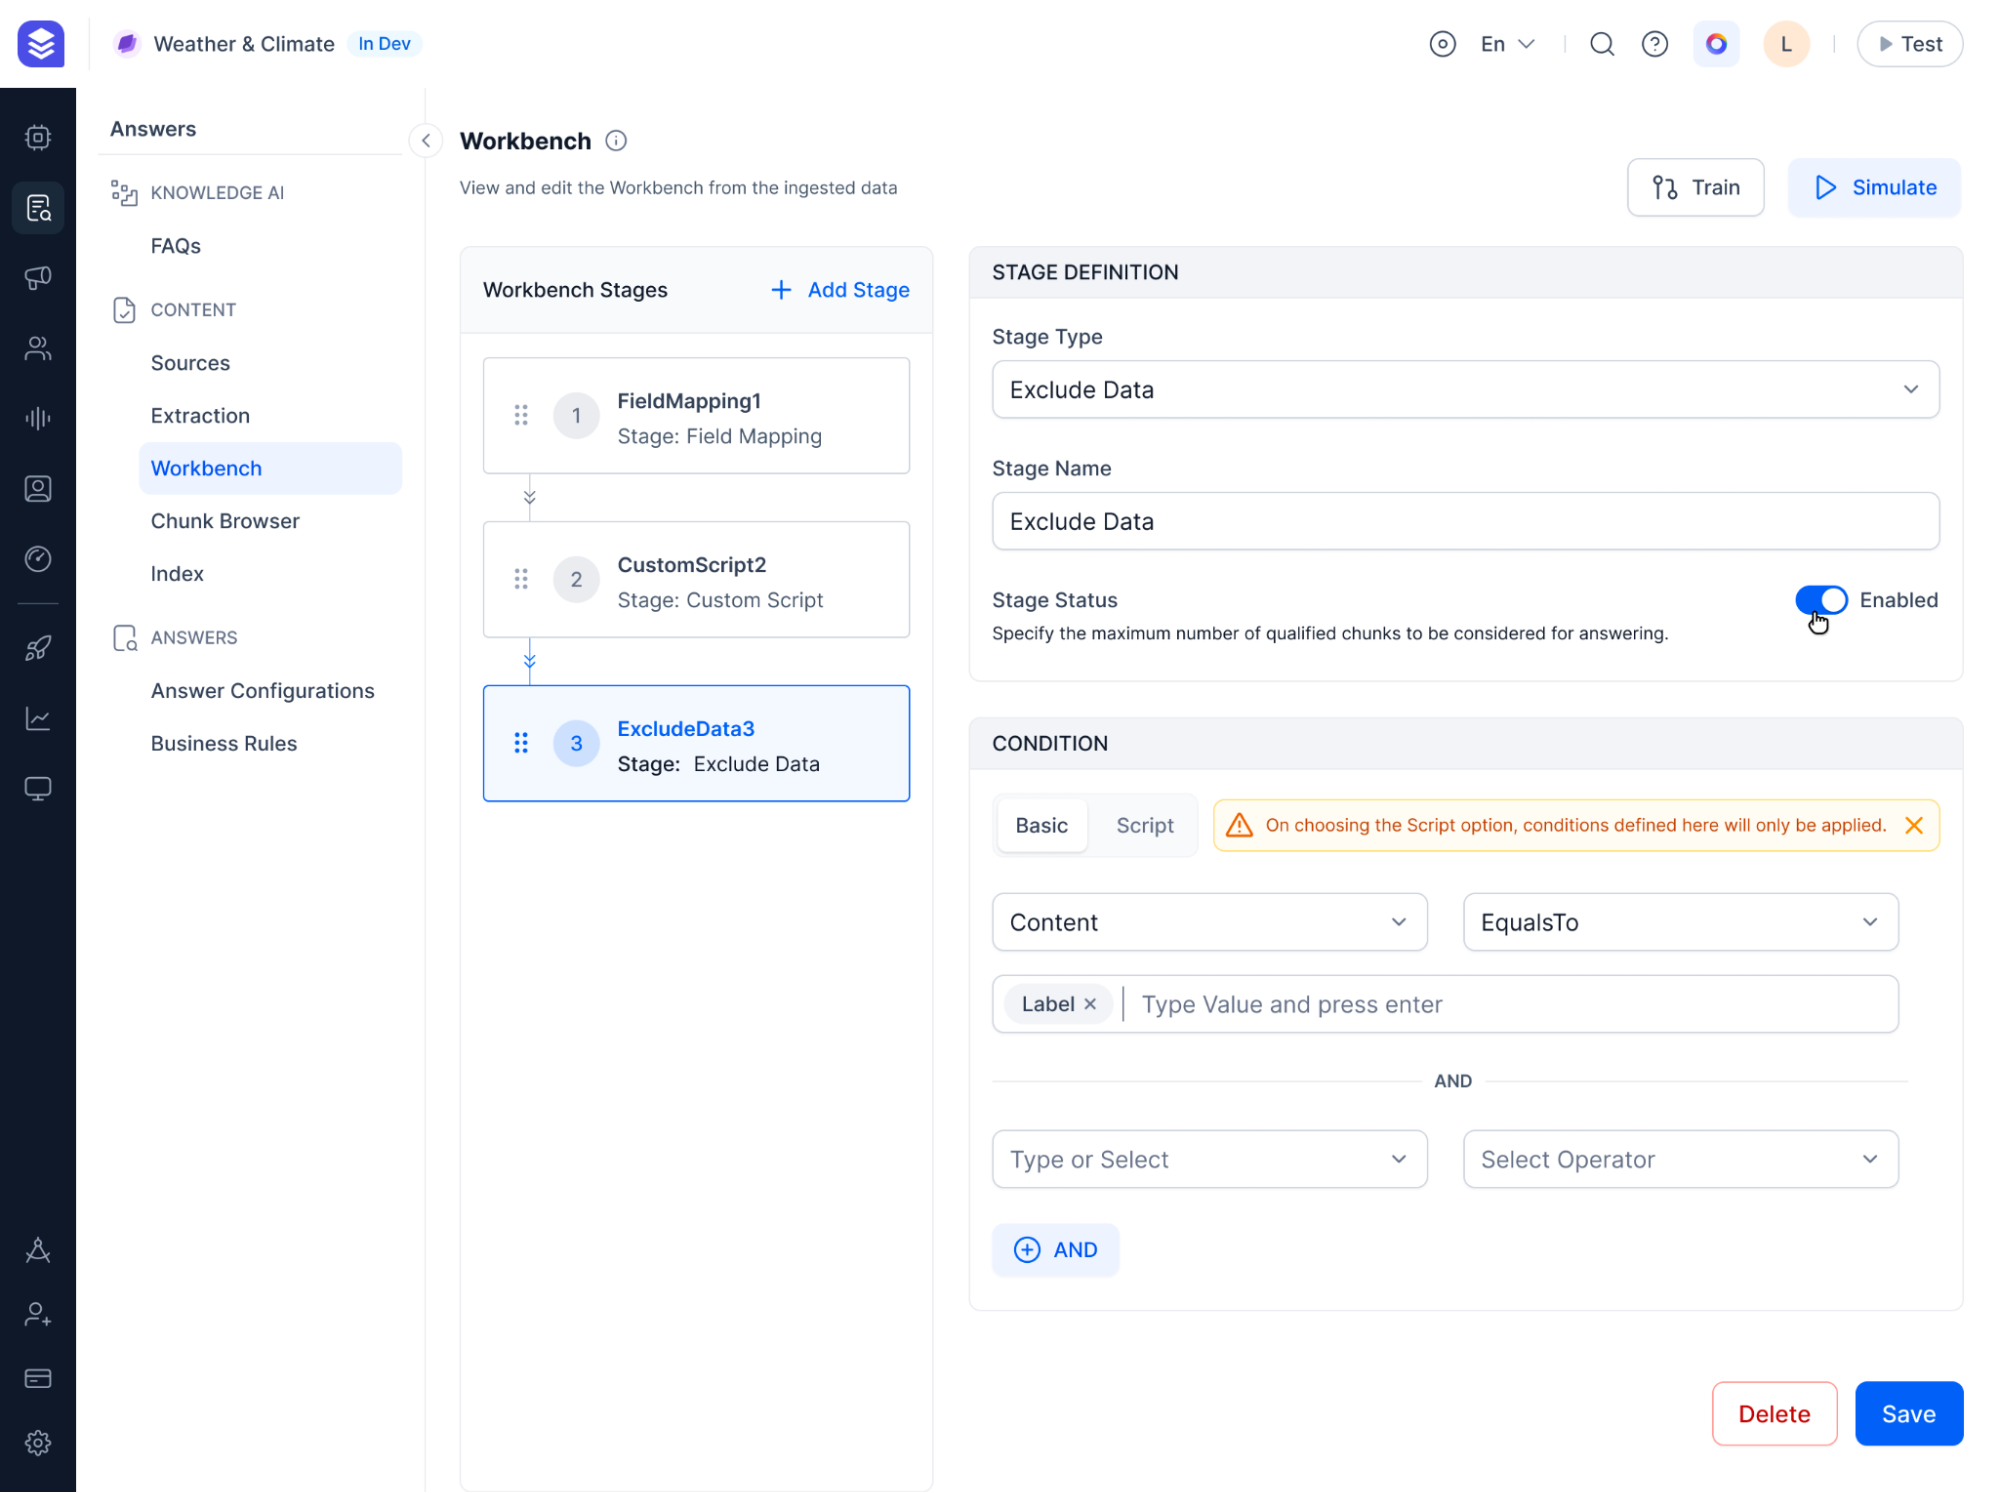 Weather & Climate
In Dev
En
L
Test
Answers
KNOWLEDGE AI
FAQs
CONTENT
Sources
Extraction
Workbench
Chunk Browser
Index
ANSWERS
Answer Configurations
Business Rules
Workbench
View and edit the Workbench from the ingested data
Train
Simulate
Workbench Stages
Add Stage
1
FieldMapping1
Stage: Field Mapping
2
CustomScript2
Stage: Custom Script
3
ExcludeData3
Stage: Exclude Data
STAGE DEFINITION
Stage Type
Exclude Data
Stage Name
Exclude Data
Stage Status
Enabled
Specify the maximum number of qualified chunks to be considered for answering.
CONDITION
Basic
Script
On choosing the Script option, conditions defined here will only be applied.
Content
EqualsTo
Label
Type Value and press enter
AND
Type or Select
Select Operator
AND
Delete
Save